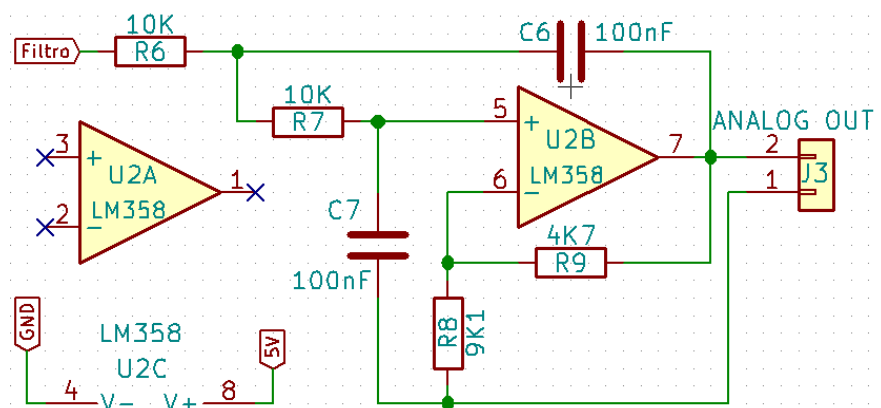 10K
C6 100nF
Filtro R6
10K
5
R7
+
3
+
U2B
7
ANALOG OUT
2
U2A
1
6
LM358
1
J3
2
LM358
−
−
C7
4K7
R9
100nF
GND
R8
9K1
LM358
5V
U2C
4
8
V− V+